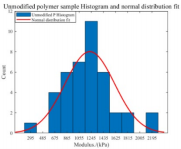 Unmodified polymer sample Histogram and normal distribution fit
Unmodified P Histogram
Normal distribution fit
12
10
8
6
4
2
0
Count
295 485 675 865 1055 1245 1435 1625 1815 2005 2195
Modulus (kPa)